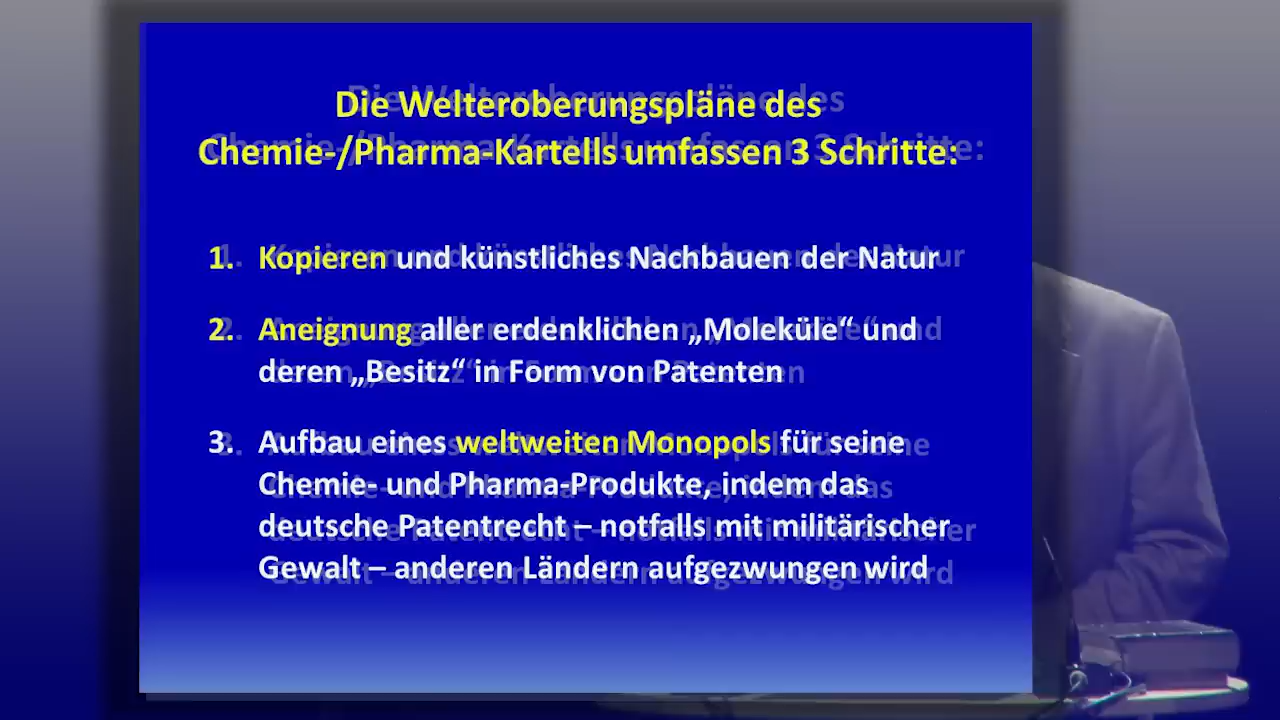 Die Welteroberungspläne des
Chemie-//Pharma-Kartells umfassen 3 Schritte:
1. Kopieren und künstliches Nachbauen der Natur
2. Aneignung aller erdenklichen „Moleküle“ und
deren „Besitz“ in Form von Patenten
3. Aufbau eines weltweiten Monopols für seine
Chemie- und Pharma-Produkte, indem das
deutsche Patentrecht – notfalls mit militärischer
Gewalt – anderen Ländern aufgezwungen wird